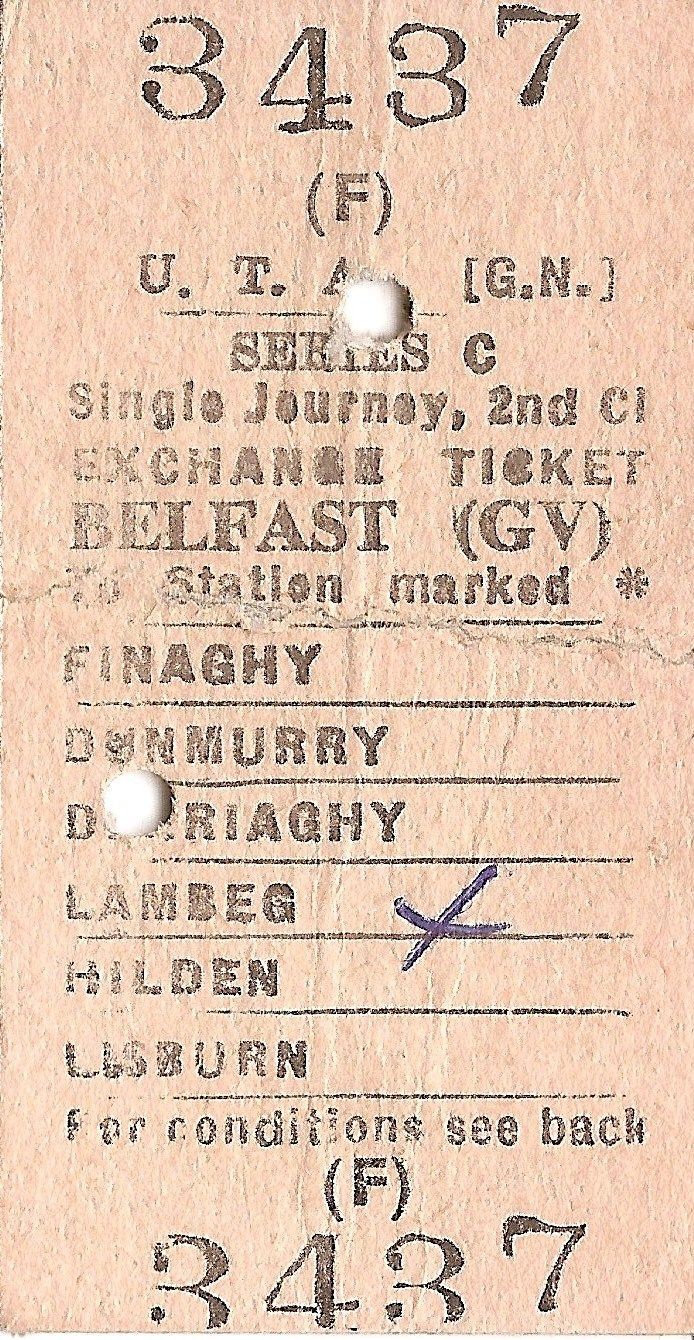 3437
(F)
U. T. A. [G.N.]
SERIES C
Single Journey, 2nd Cl
EXCHANGE TICKET
BELFAST (GV)
To Station marked *
FINAGHY
DUNMURRY
DERRIAGHY
LAMBEG
HILDEN
LISBURN
For conditions see back
(F)
3437